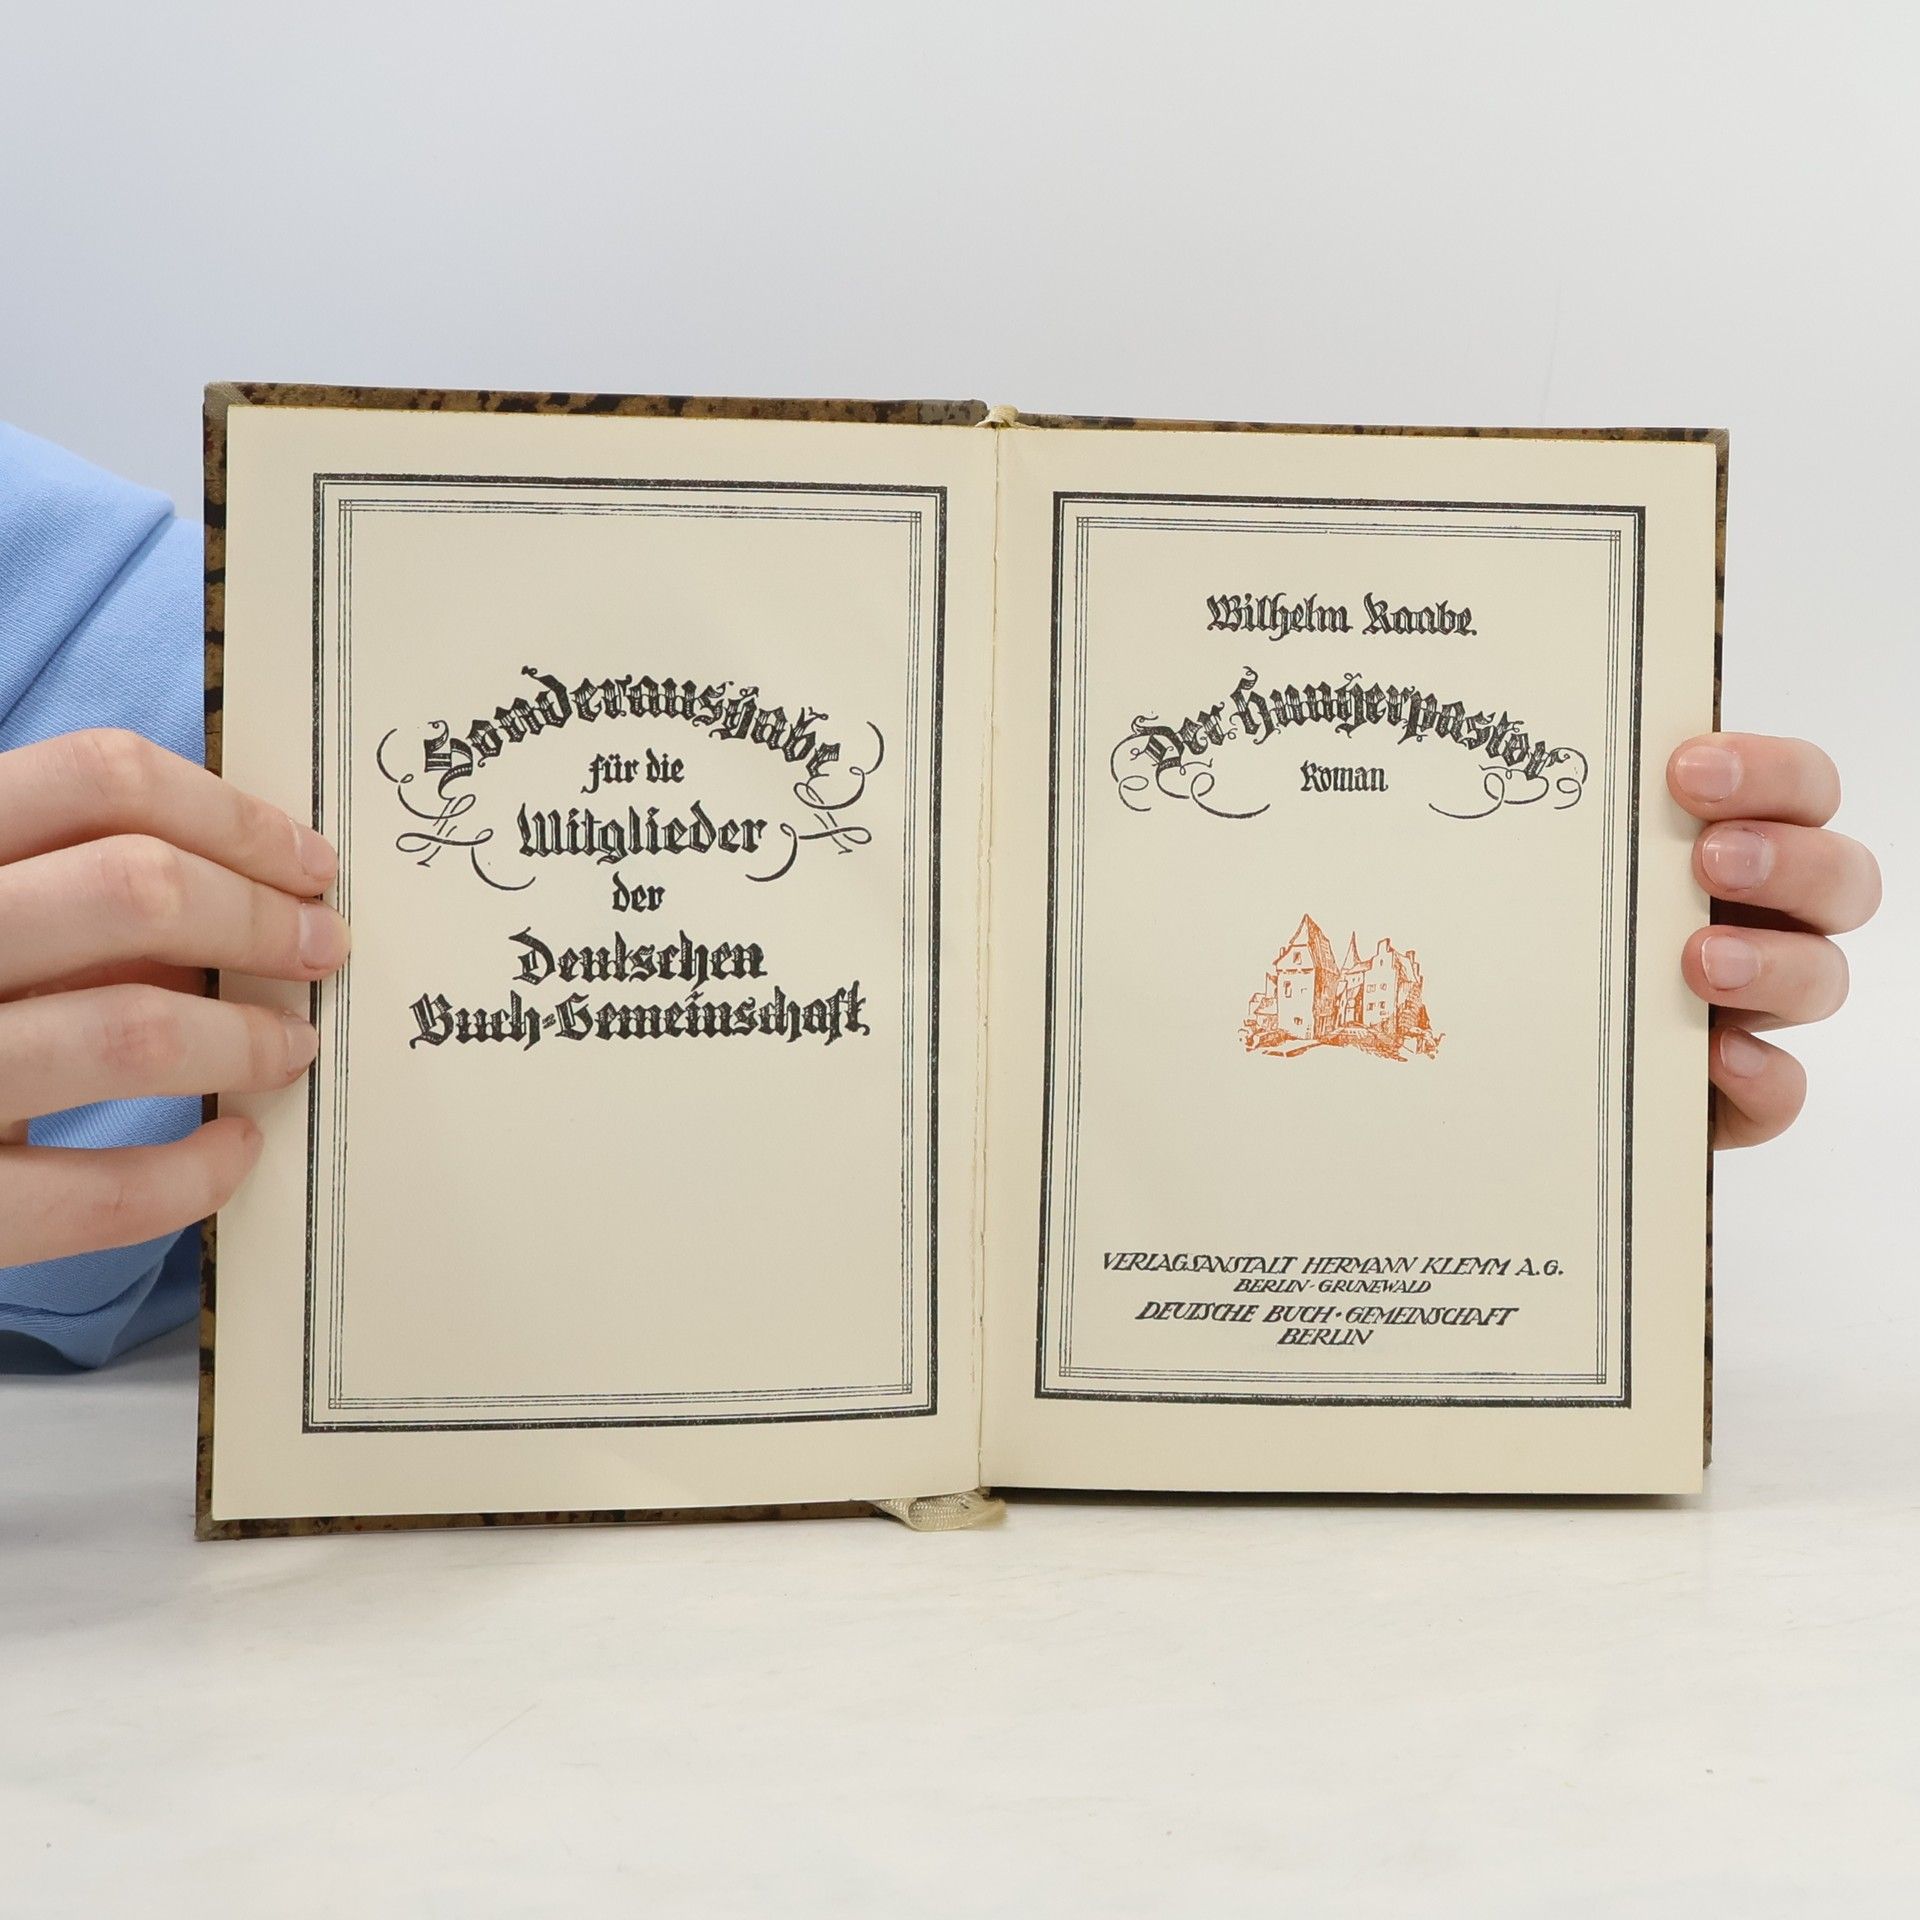 Sonderausgabe
für die
Mitglieder
der
Deutschen
Buch-Gemeinschaft
Wilhelm Raabe
Der Hungerpastor
Roman
VERLAGSANSTALT HERMANN KLEMM A.G.
BERLIN-GRUNEWALD
DEUTSCHE BUCH-GEMEINSCHAFT
BERLIN